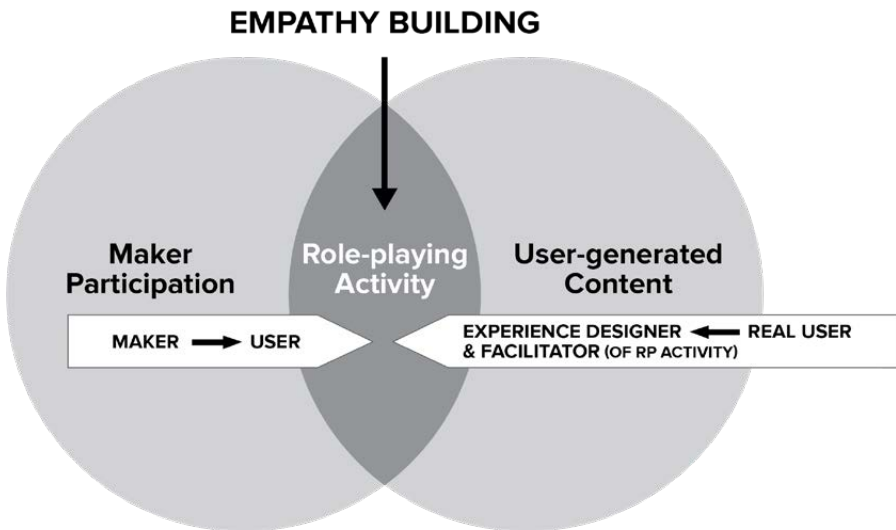 EMPATHY BUILDING
Maker
Participation
Role-playing
Activity
User-generated
Content
MAKER USER
EXPERIENCE DESIGNER REAL USER
& FACILITATOR (OF RP ACTIVITY)